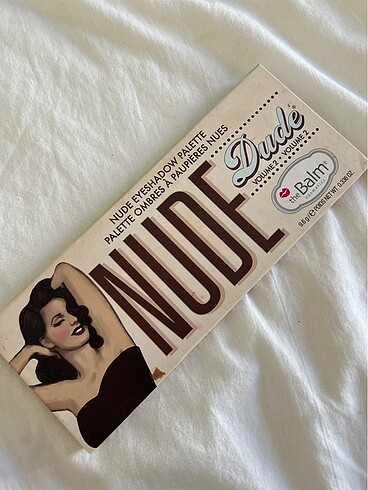 NUDE EYESHADOW PALETTE
PALETTE OMBRES À PAUPIÈRES NUES
NUDE
Dude
VOLUME 2 ... VOLUME 2
theBalm
9.6 g e POIDS NET WT. 0.336 OZ.